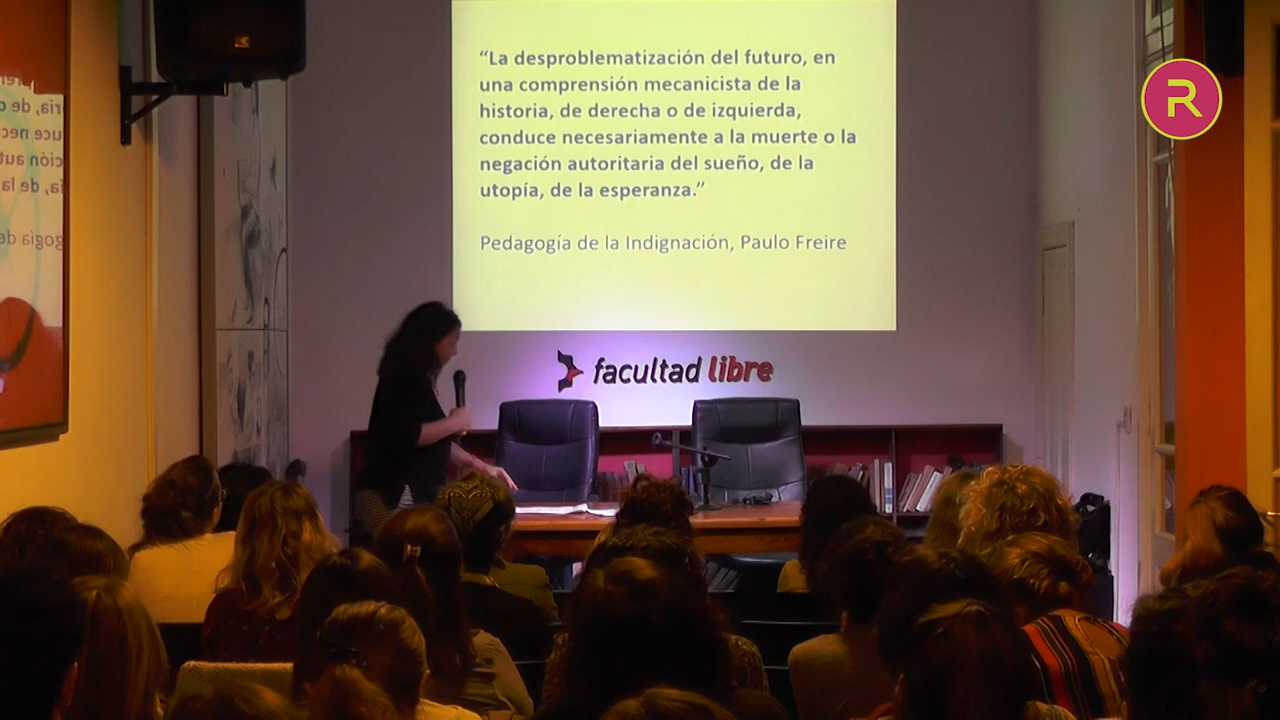 “La desproblematización del futuro, en
una comprensión mecanicista de la
historia, de derecha o de izquierda,
conduce necesariamente a la muerte o la
negación autoritaria del sueño, de la
utopía, de la esperanza.”
Pedagogía de la Indignación, Paulo Freire
facultad libre
R